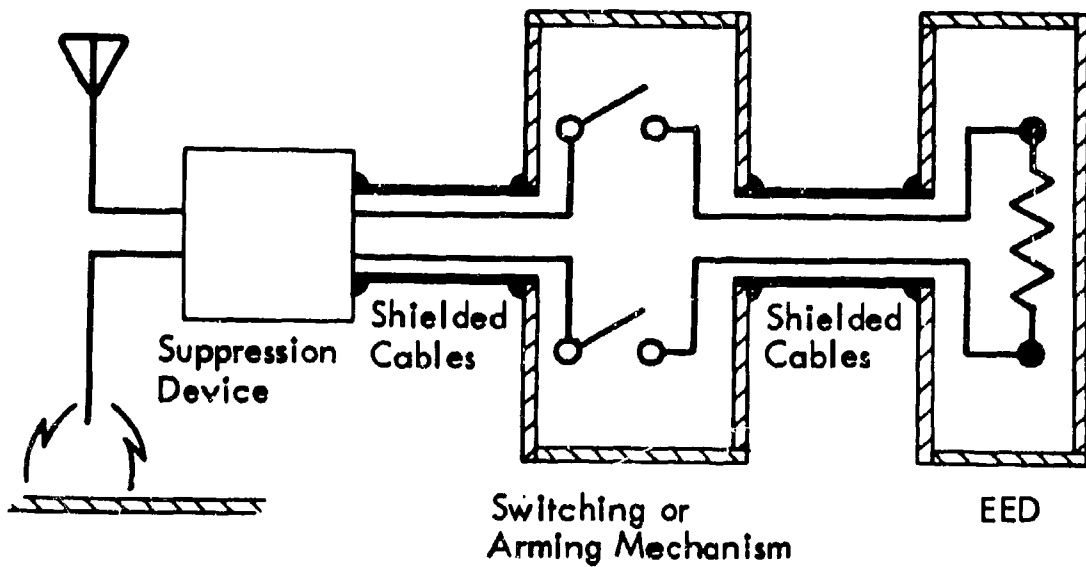 Suppression
Device
Shielded
Cables
Shielded
Cables
Switching or
Arming Mechanism
EED